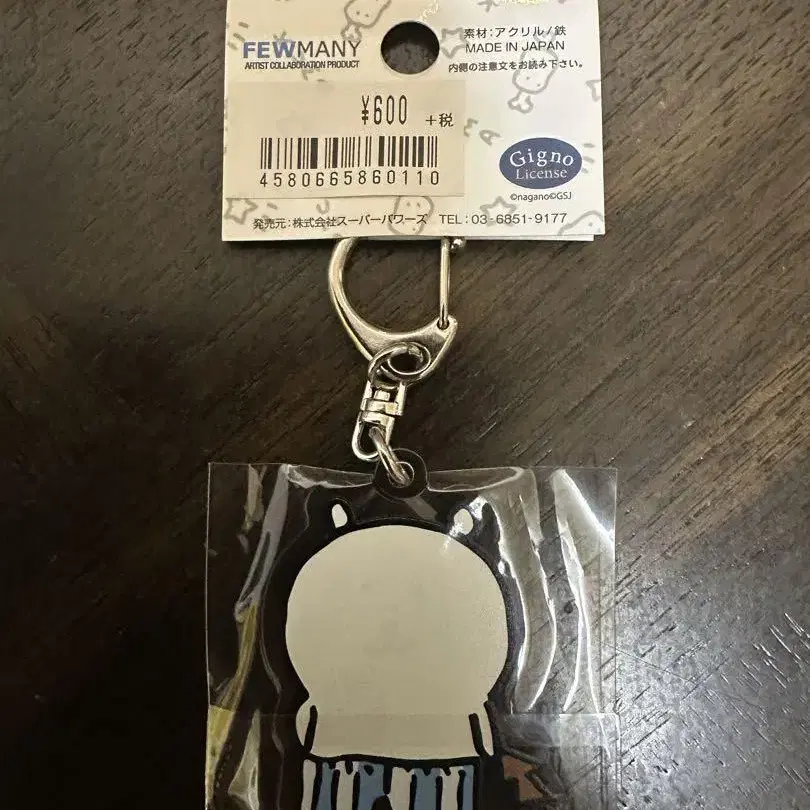 FEWMANY
ARTIST COLLABORATION PRODUCT
素材:アクリル/鉄
MADE IN JAPAN
内側の注意文をお読み下さい。
¥600 +税
4580665860110
Gigno
License
©nagano©GSJ
発売元:株式会社スーパーパワーズ TEL:03-6851-9177